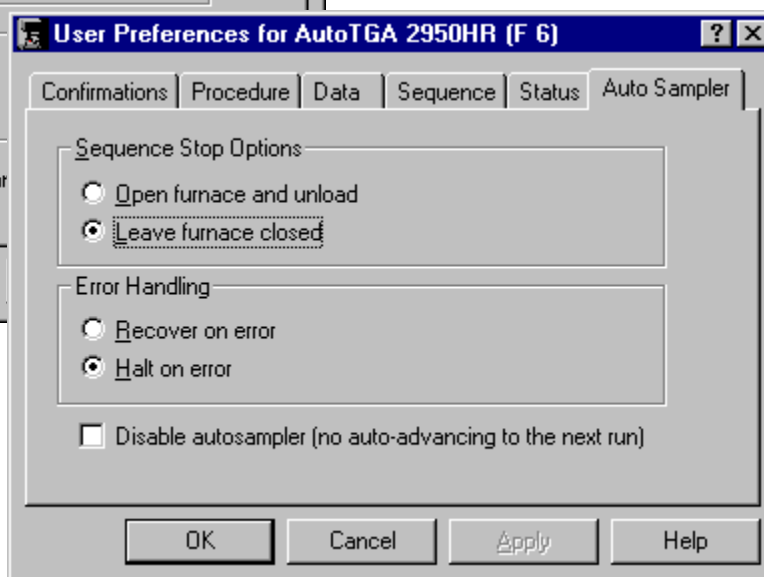 User Preferences for AutoTGA 2950HR (F 6)
Confirmations Procedure Data Sequence Status Auto Sampler
Sequence Stop Options
Open furnace and unload
Leave furnace closed
Error Handling
Recover on error
Halt on error
Disable autosampler (no auto-advancing to the next run)
OK Cancel Apply Help